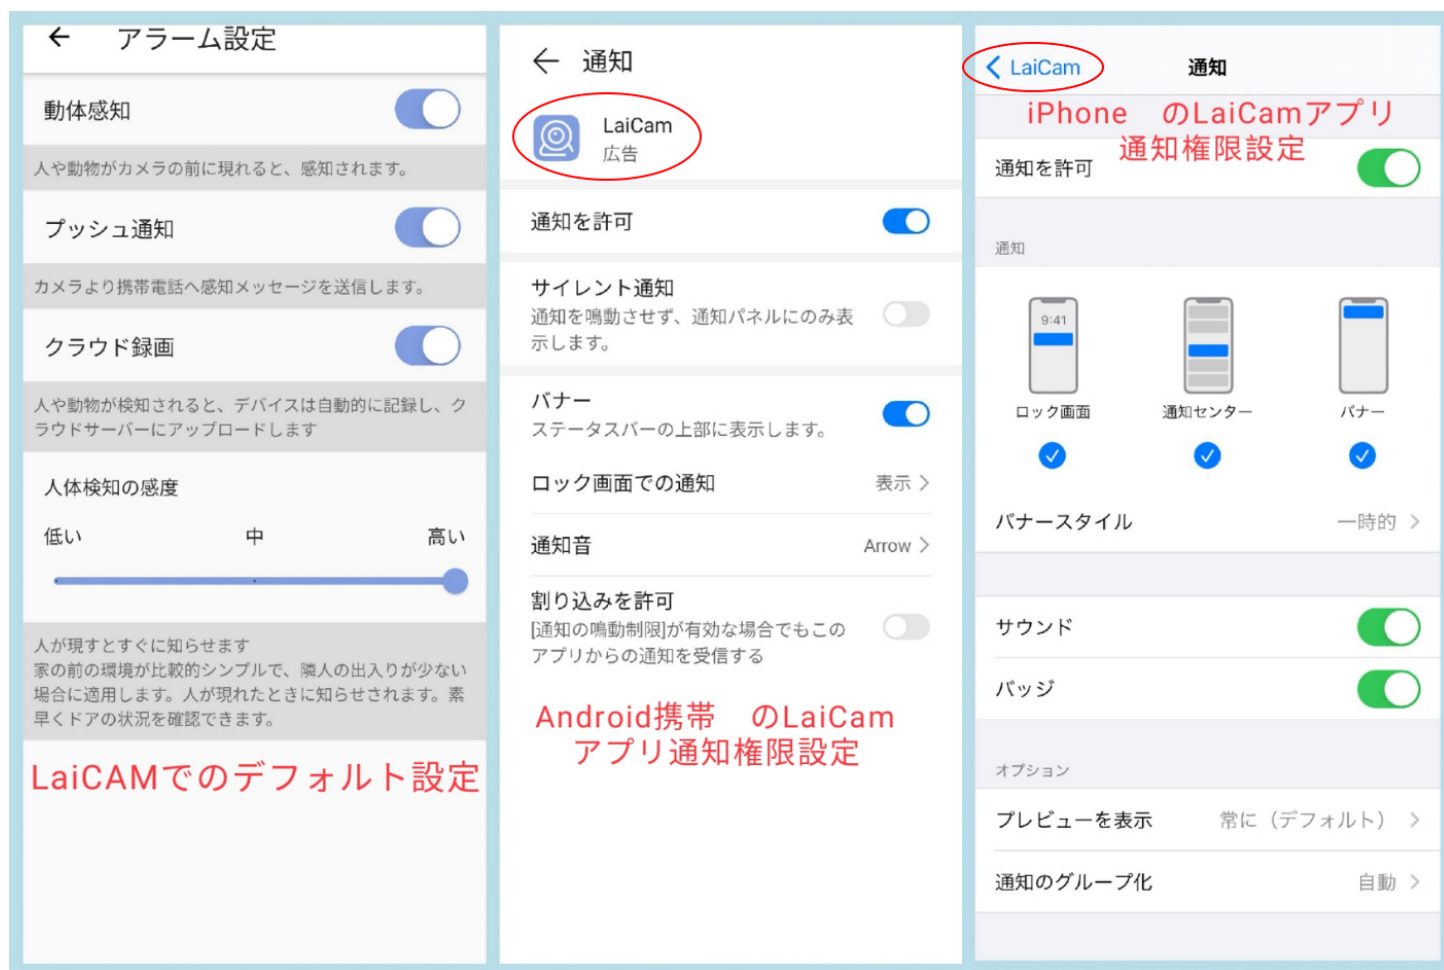 アラーム設定
動体感知
人や動物がカメラの前に現れると、感知されます。
プッシュ通知
カメラより携帯電話へ感知メッセージを送信します。
クラウド録画
人や動物が検知されると、デバイスは自動的に記録し、ク
ラウドサーバーにアップロードします
人体検知の感度
低い 中 高い
人が現すとすぐに知らせます
家の前の環境が比較的シンプルで、隣人の出入りが少ない
場合に適用します。人が現れたときに知らせされます。素
早くドアの状況を確認できます。
LaiCAMでのデフォルト設定
通知
LaiCam
広告
通知を許可
サイレント通知
通知を鳴動させず、通知パネルにのみ表
示します。
バナー
ステータスバーの上部に表示します。
ロック画面での通知 表示
通知音 Arrow
割り込みを許可
[通知の鳴動制限]が有効な場合でもこの
アプリからの通知を受信する
Android携帯 のLaiCam
アプリ通知権限設定
LaiCam 通知
iPhone のLaiCamアプリ
通知権限設定
通知を許可
通知
9:41
ロック画面 通知センター バナー
バナースタイル 一時的
サウンド
バッジ
オプション
プレビューを表示 常に（デフォルト）
通知のグループ化 自動